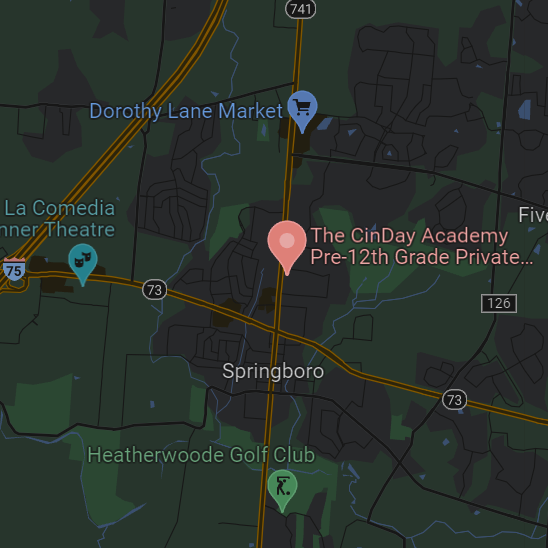 741
Dorothy Lane Market
La Comedia
nner Theatre
The CinDay Academy
Pre-12th Grade Private...
Five
75
73
126
Springboro
73
Heatherwoode Golf Club